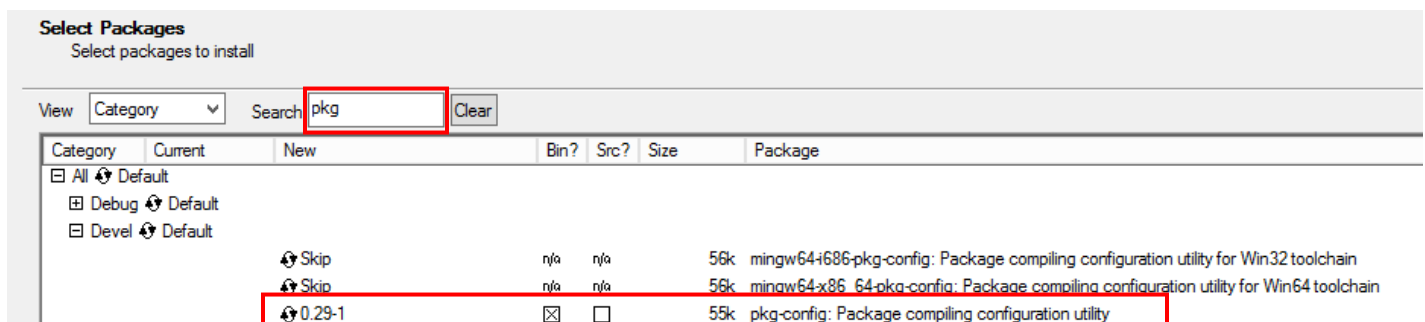 Select Packages
Select packages to install
View Category Search pkg Clear
Category Current New Bin? Src? Size Package
All Default
Debug Default
Devel Default
Skip n/a n/a 56k mingw64-i686-pkg-config: Package compiling configuration utility for Win32 toolchain
Skip n/a n/a 56k mingw64-x86_64-pkg-config: Package compiling configuration utility for Win64 toolchain
0.29-1 55k pkg-config: Package compiling configuration utility